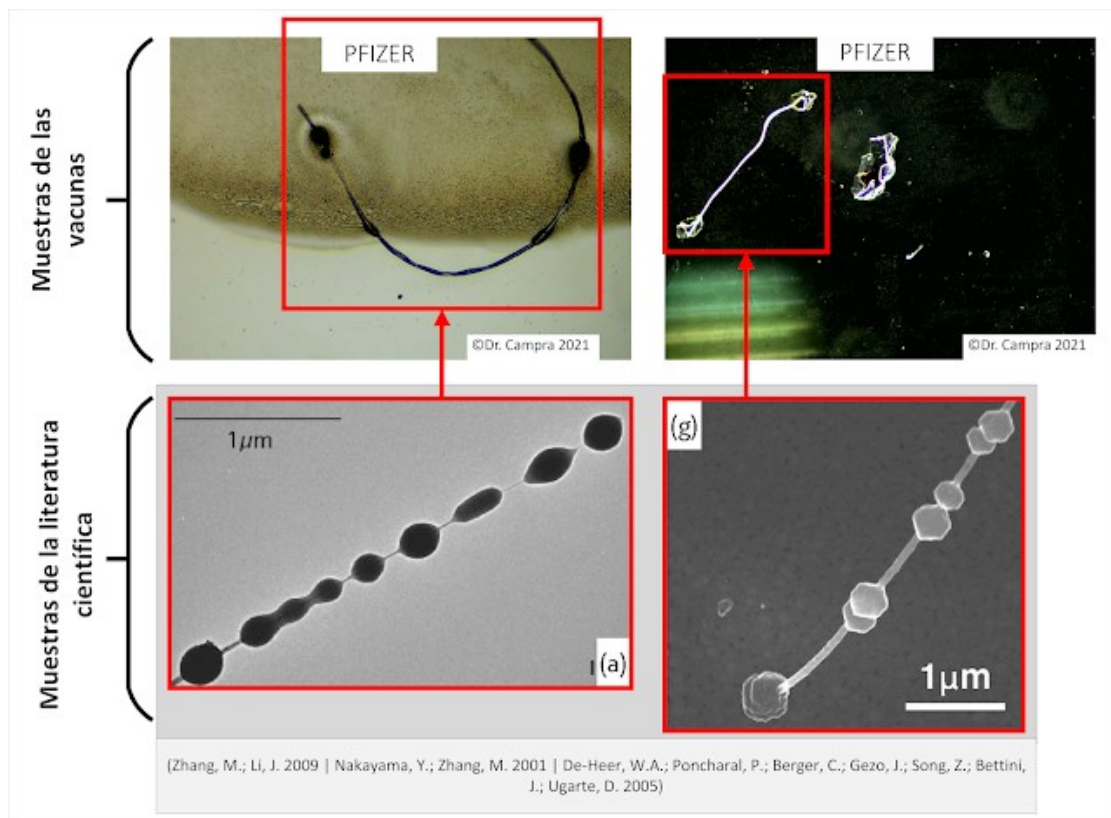 Muestras de las
vacunas
PFIZER
©Dr. Campra 2021
PFIZER
©Dr. Campra 2021
Muestras de la literatura
científica
1μm
(a)
(g)
1μm
(Zhang, M.; Li, J. 2009 | Nakayama, Y.; Zhang, M. 2001 | De-Heer, W.A.; Poncharal, P.; Berger, C.; Gezo, J.; Song, Z.; Bettini,
J.; Ugarte, D. 2005)